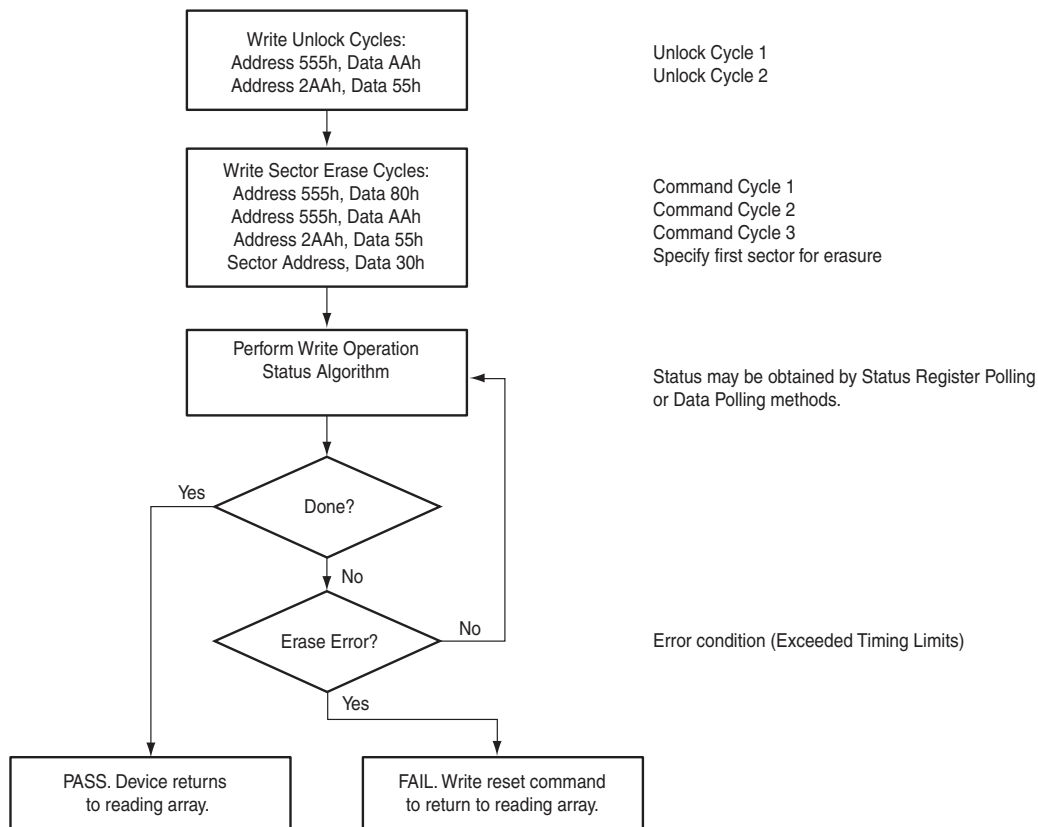 Write Unlock Cycles:
Address 555h, Data AAh
Address 2AAh, Data 55h
Unlock Cycle 1
Unlock Cycle 2
Write Sector Erase Cycles:
Address 555h, Data 80h
Address 555h, Data AAh
Address 2AAh, Data 55h
Sector Address, Data 30h
Command Cycle 1
Command Cycle 2
Command Cycle 3
Specify first sector for erasure
Perform Write Operation
Status Algorithm
Status may be obtained by Status Register Polling
or Data Polling methods.
Yes
Done?
No
Erase Error?
No
Error condition (Exceeded Timing Limits)
Yes
PASS. Device returns
to reading array.
FAIL. Write reset command
to return to reading array.